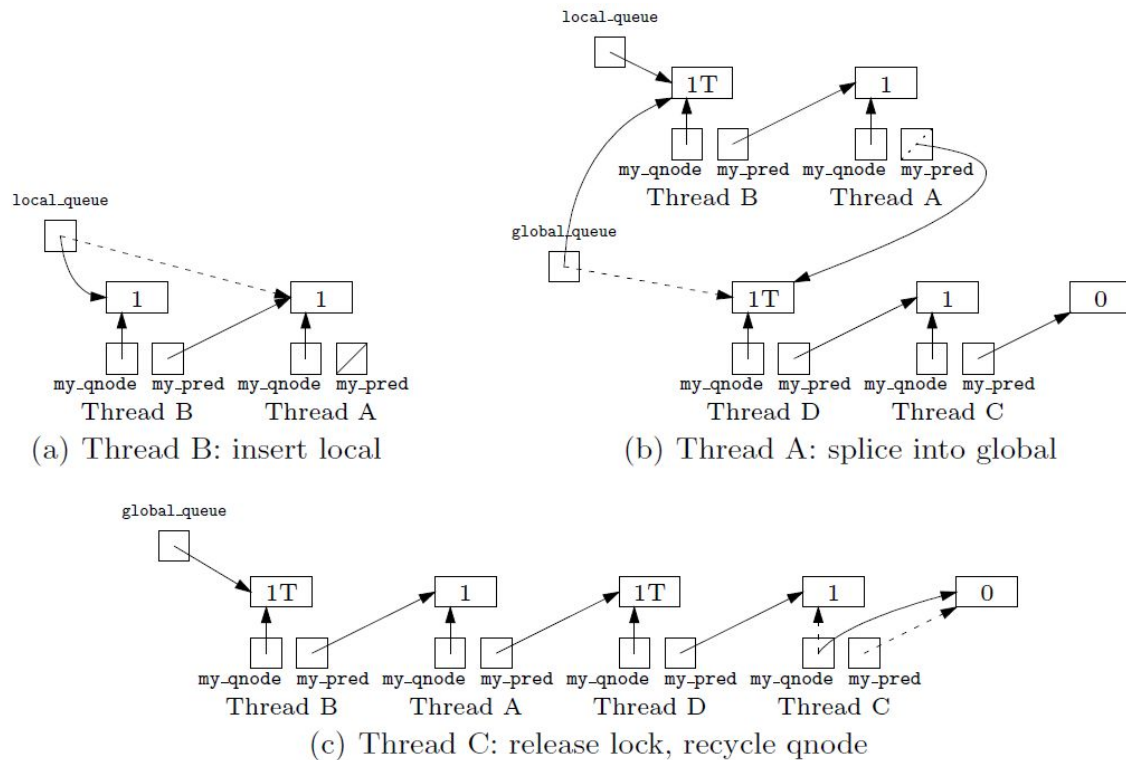 local_queue
1
1
my_qnode my_pred my_qnode my_pred
Thread B Thread A
(a) Thread B: insert local
local_queue
1T
1
my_qnode my_pred my_qnode my_pred
Thread B Thread A
global_queue
1T
1
0
my_qnode my_pred my_qnode my_pred
Thread D Thread C
(b) Thread A: splice into global
global_queue
1T
1
1T
1
0
my_qnode my_pred my_qnode my_pred my_qnode my_pred my_qnode my_pred
Thread B Thread A Thread D Thread C
(c) Thread C: release lock, recycle qnode